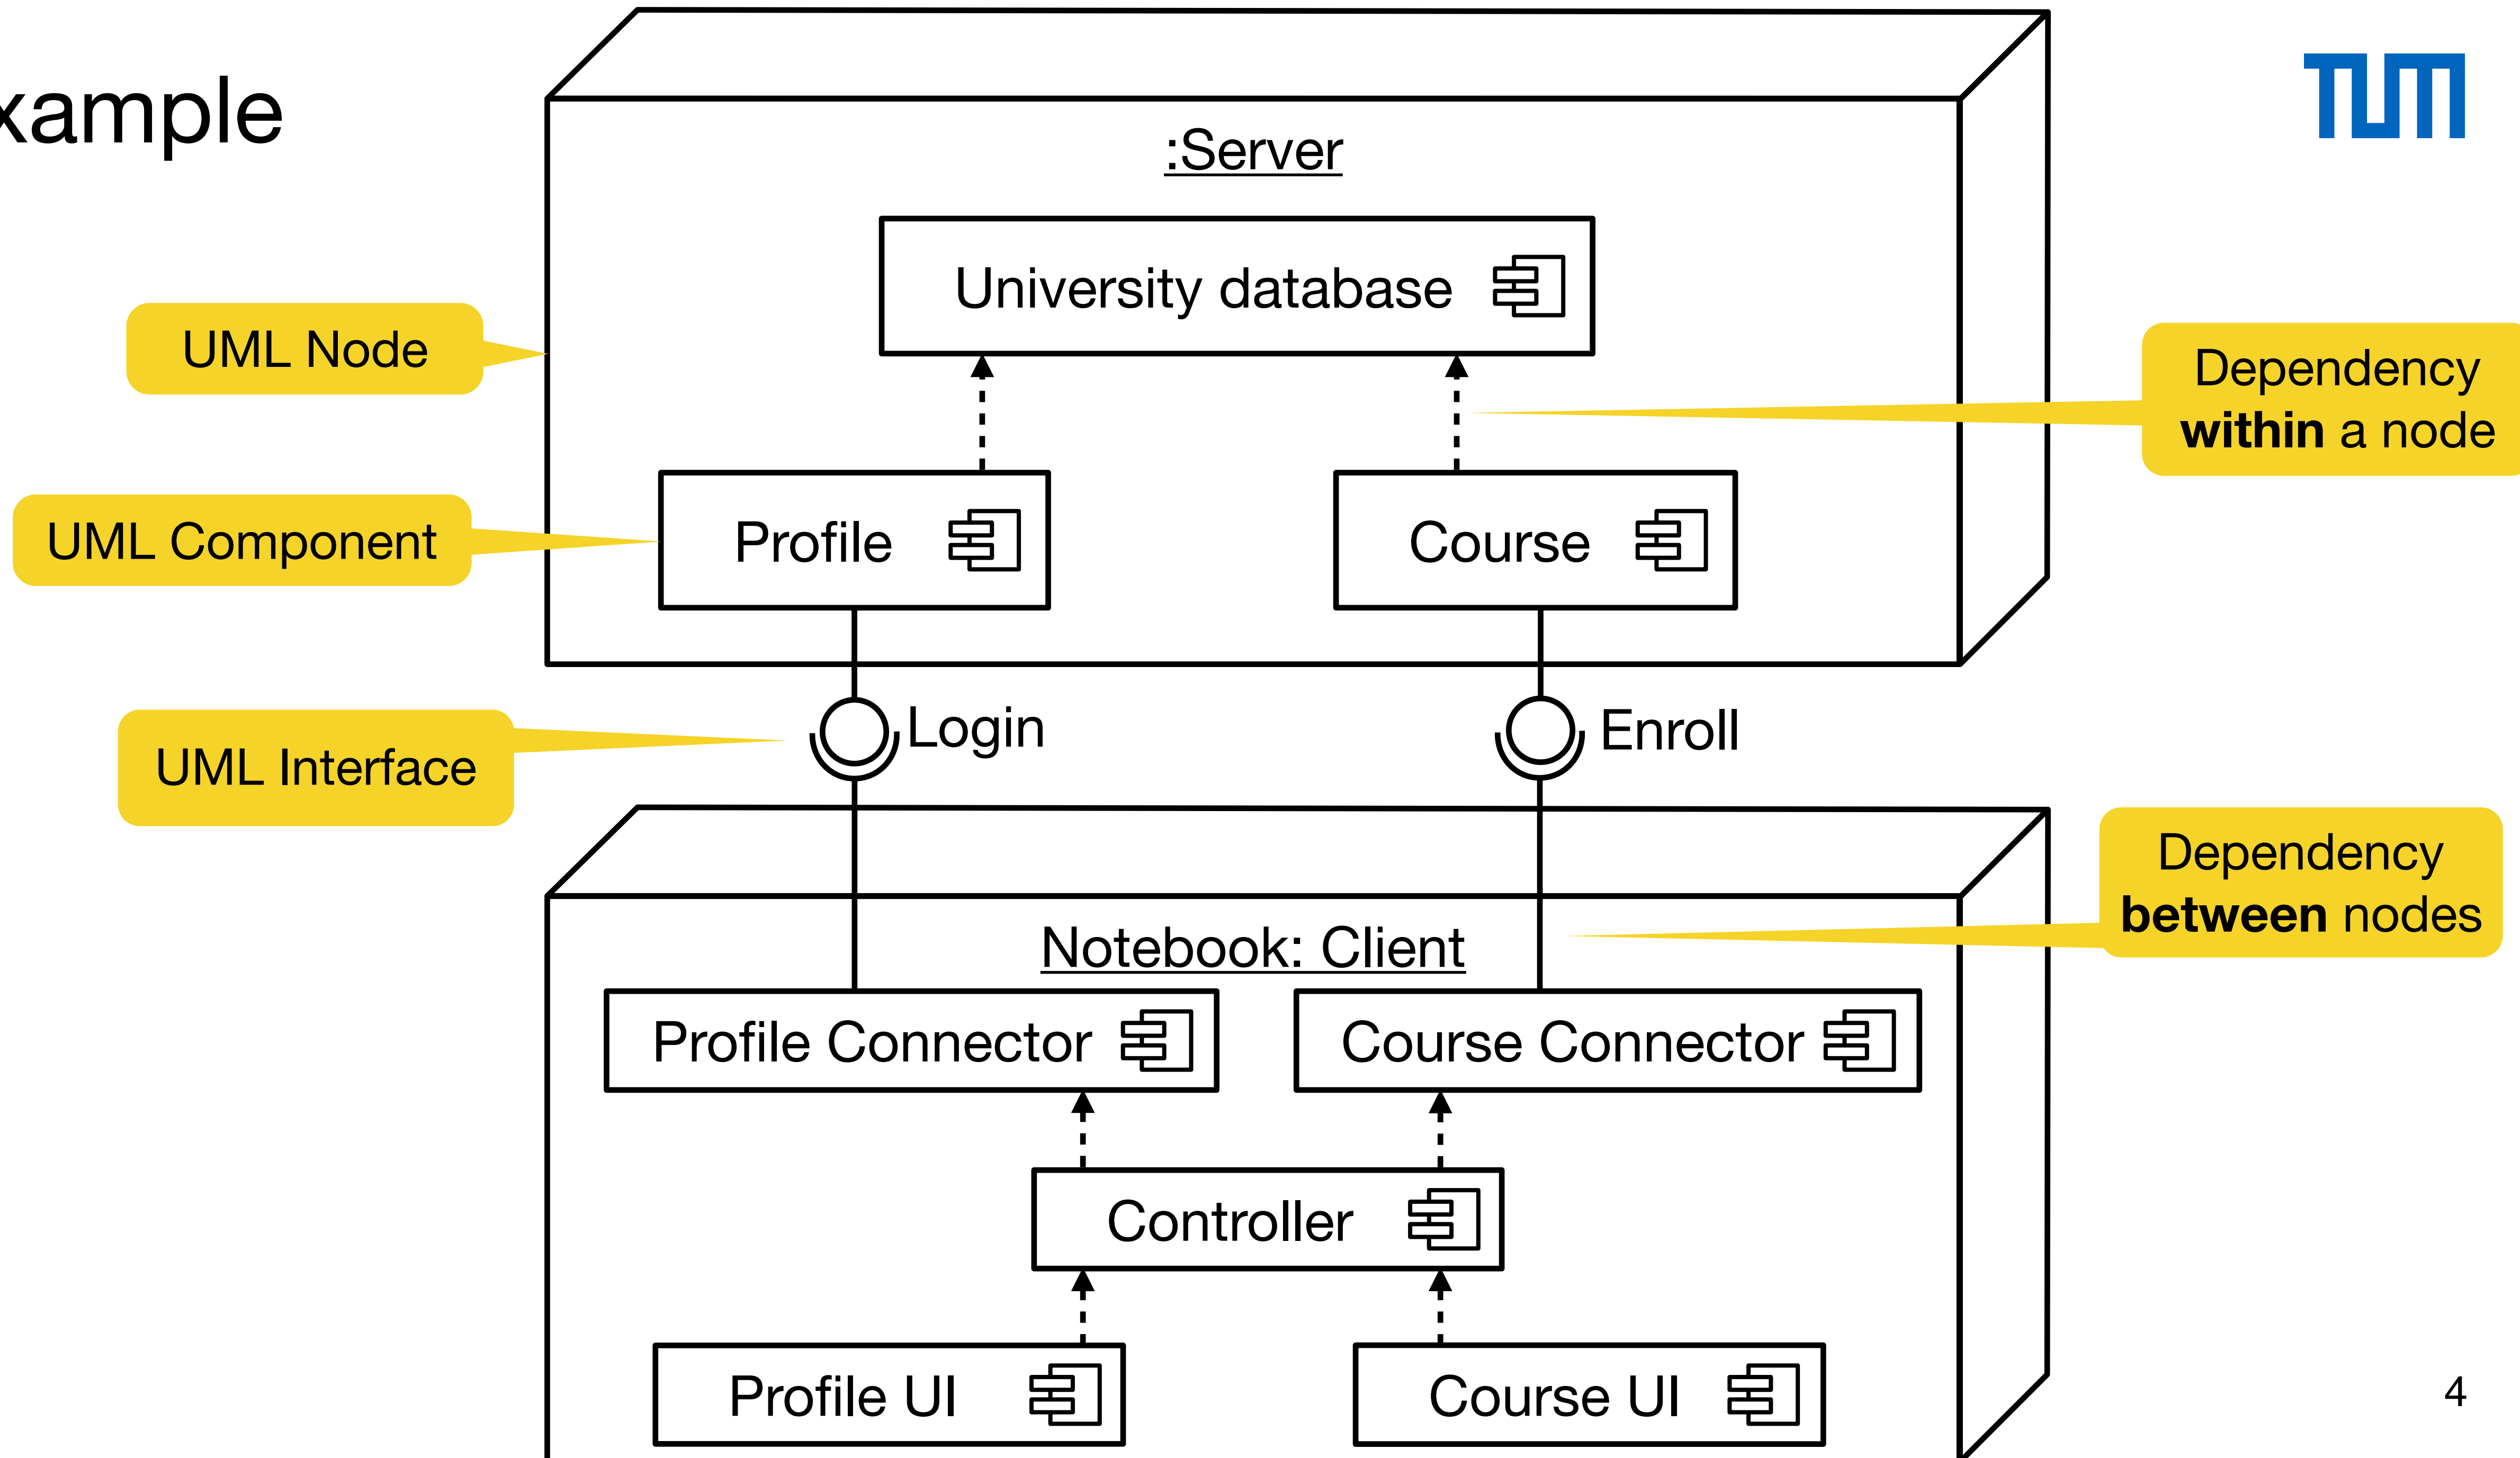 xample
TUM
:Server
University database
UML Node
Dependency
within a node
UML Component
Profile
Course
Login
Enroll
UML Interface
Dependency
between nodes
Notebook: Client
Profile Connector
Course Connector
Controller
Profile UI
Course UI
4